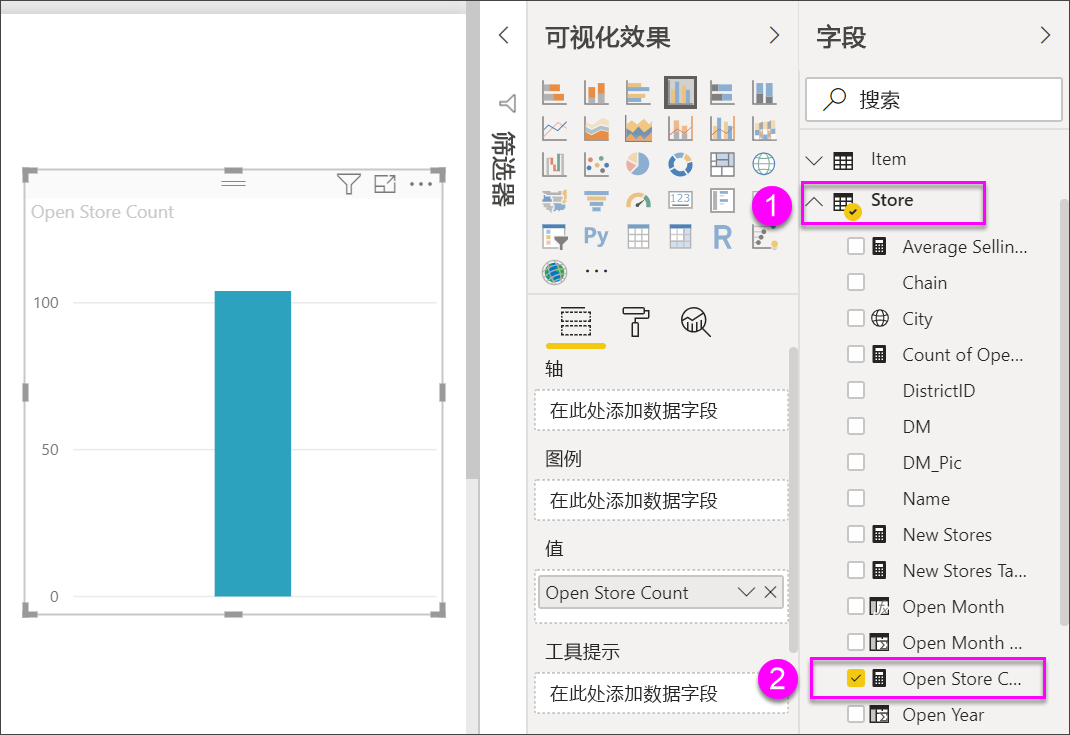 Open Store Count
100
50
0
筛选器
可视化效果
123
Py
R
轴
在此处添加数据字段
图例
在此处添加数据字段
值
Open Store Count
工具提示
在此处添加数据字段
字段
搜索
Item
1
Store
Average Sellin...
Chain
City
Count of Ope...
DistrictID
DM
DM_Pic
Name
New Stores
New Stores Ta...
Open Month
Open Month ...
2
Open Store C...
Open Year